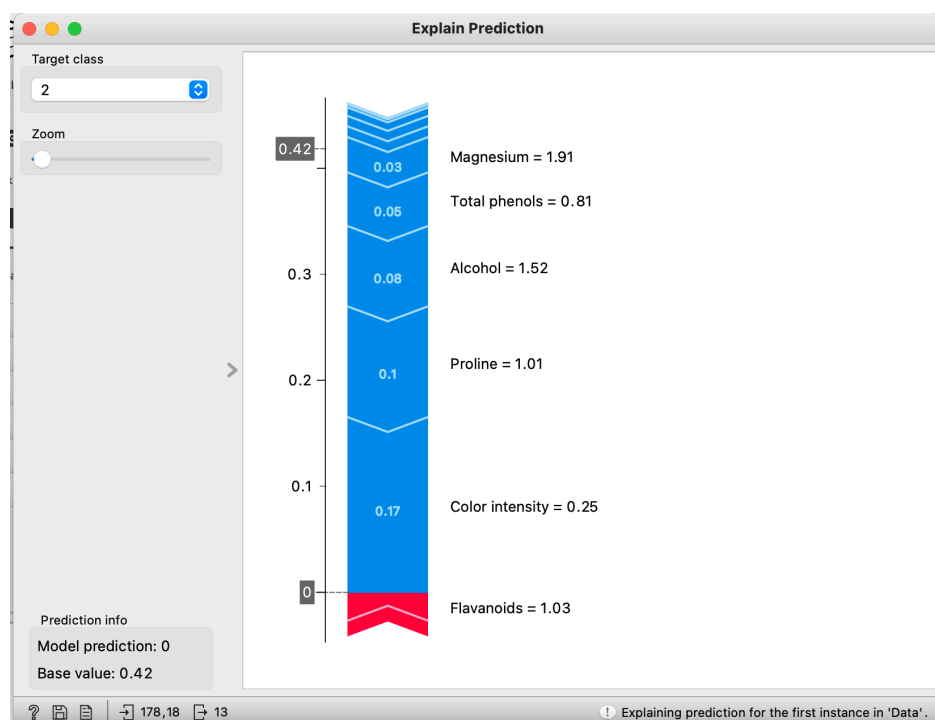 Explain Prediction
Target class
2
Zoom
0.42
0.3
0.2
0.1
0
0.03
0.05
0.08
0.1
0.17
Magnesium = 1.91
Total phenols = 0.81
Alcohol = 1.52
Proline = 1.01
Color intensity = 0.25
Flavanoids = 1.03
Prediction info
Model prediction: 0
Base value: 0.42
? 178,18 13
! Explaining prediction for the first instance in 'Data'.